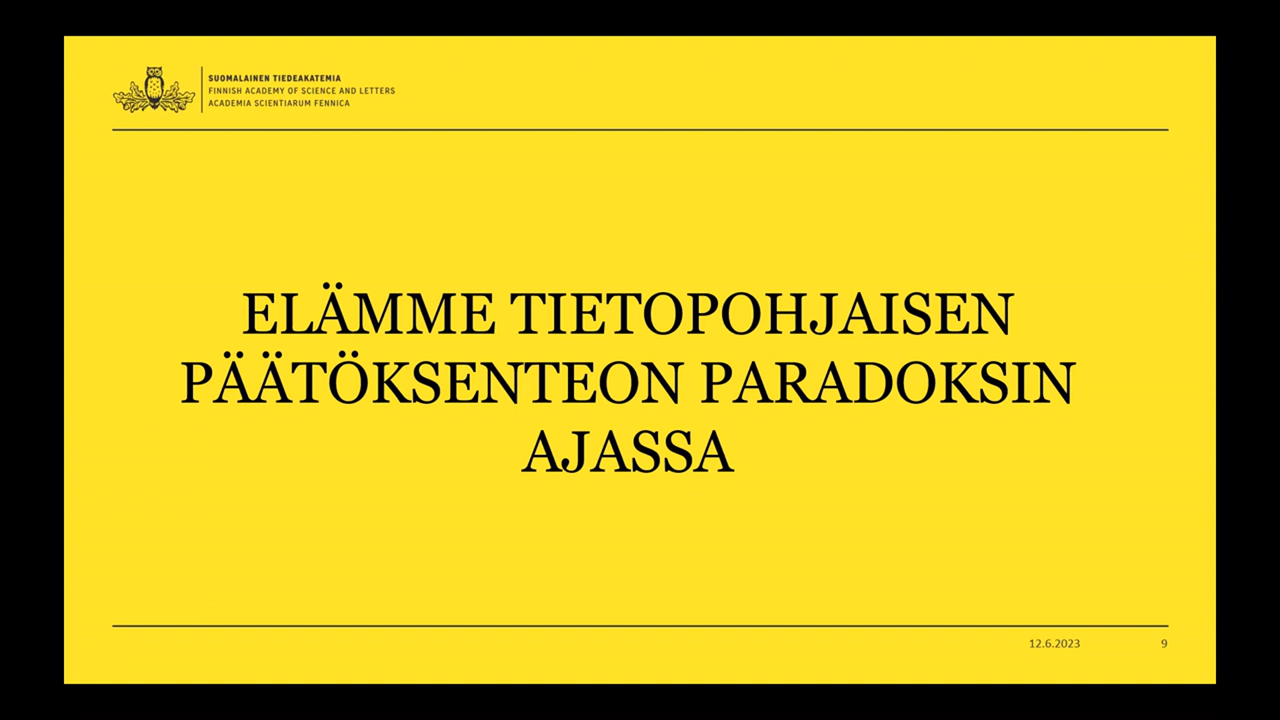 SUOMALAINEN TIEDEAKATEMIA
FINNISH ACADEMY OF SCIENCE AND LETTERS
ACADEMIA SCIENTIARUM FENNICA
ELÄMME TIETOPOHJAISEN
PÄÄTÖKSENTEON PARADOKSIN
AJASSA
12.6.2023 9